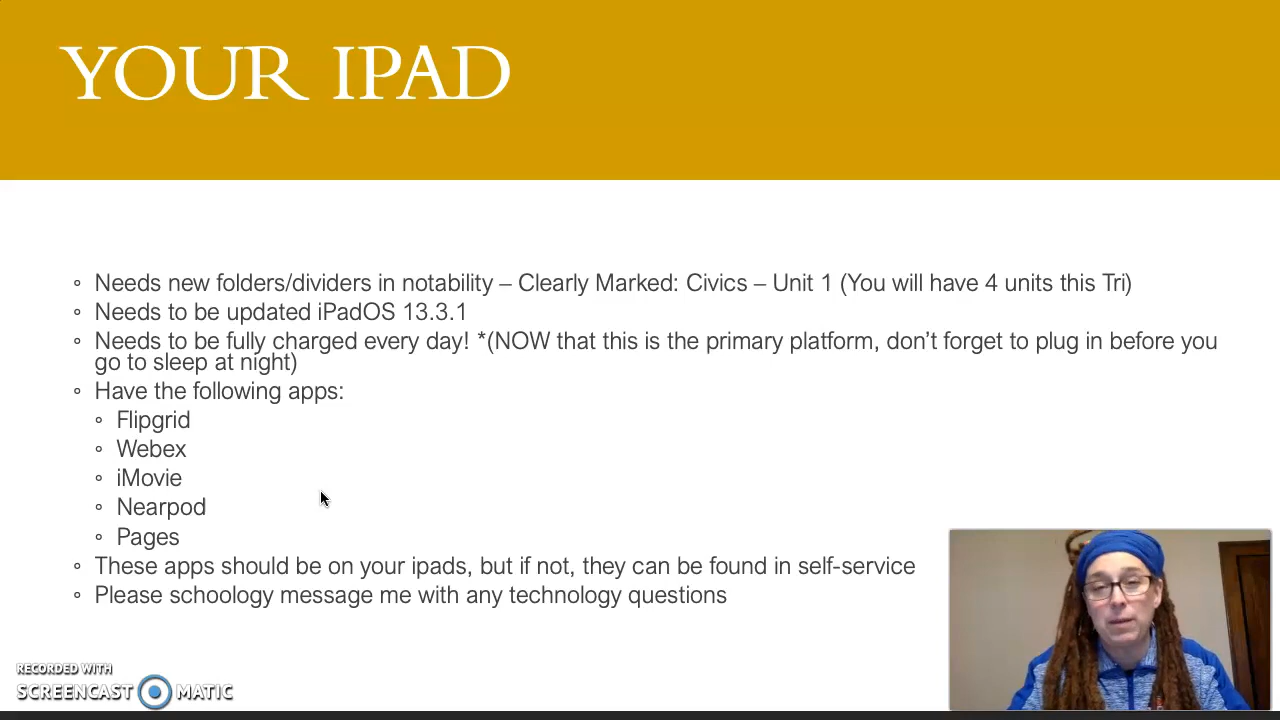 YOUR IPAD
◦ Needs new folders/dividers in notability – Clearly Marked: Civics – Unit 1 (You will have 4 units this Tri)
◦ Needs to be updated iPadOS 13.3.1
◦ Needs to be fully charged every day! *(NOW that this is the primary platform, don't forget to plug in before you
go to sleep at night)
◦ Have the following apps:
◦ Flipgrid
◦ Webex
◦ iMovie
◦ Nearpod
◦ Pages
◦ These apps should be on your ipads, but if not, they can be found in self-service
◦ Please schoology message me with any technology questions
RECORDED WITH
SCREENCAST MATIC